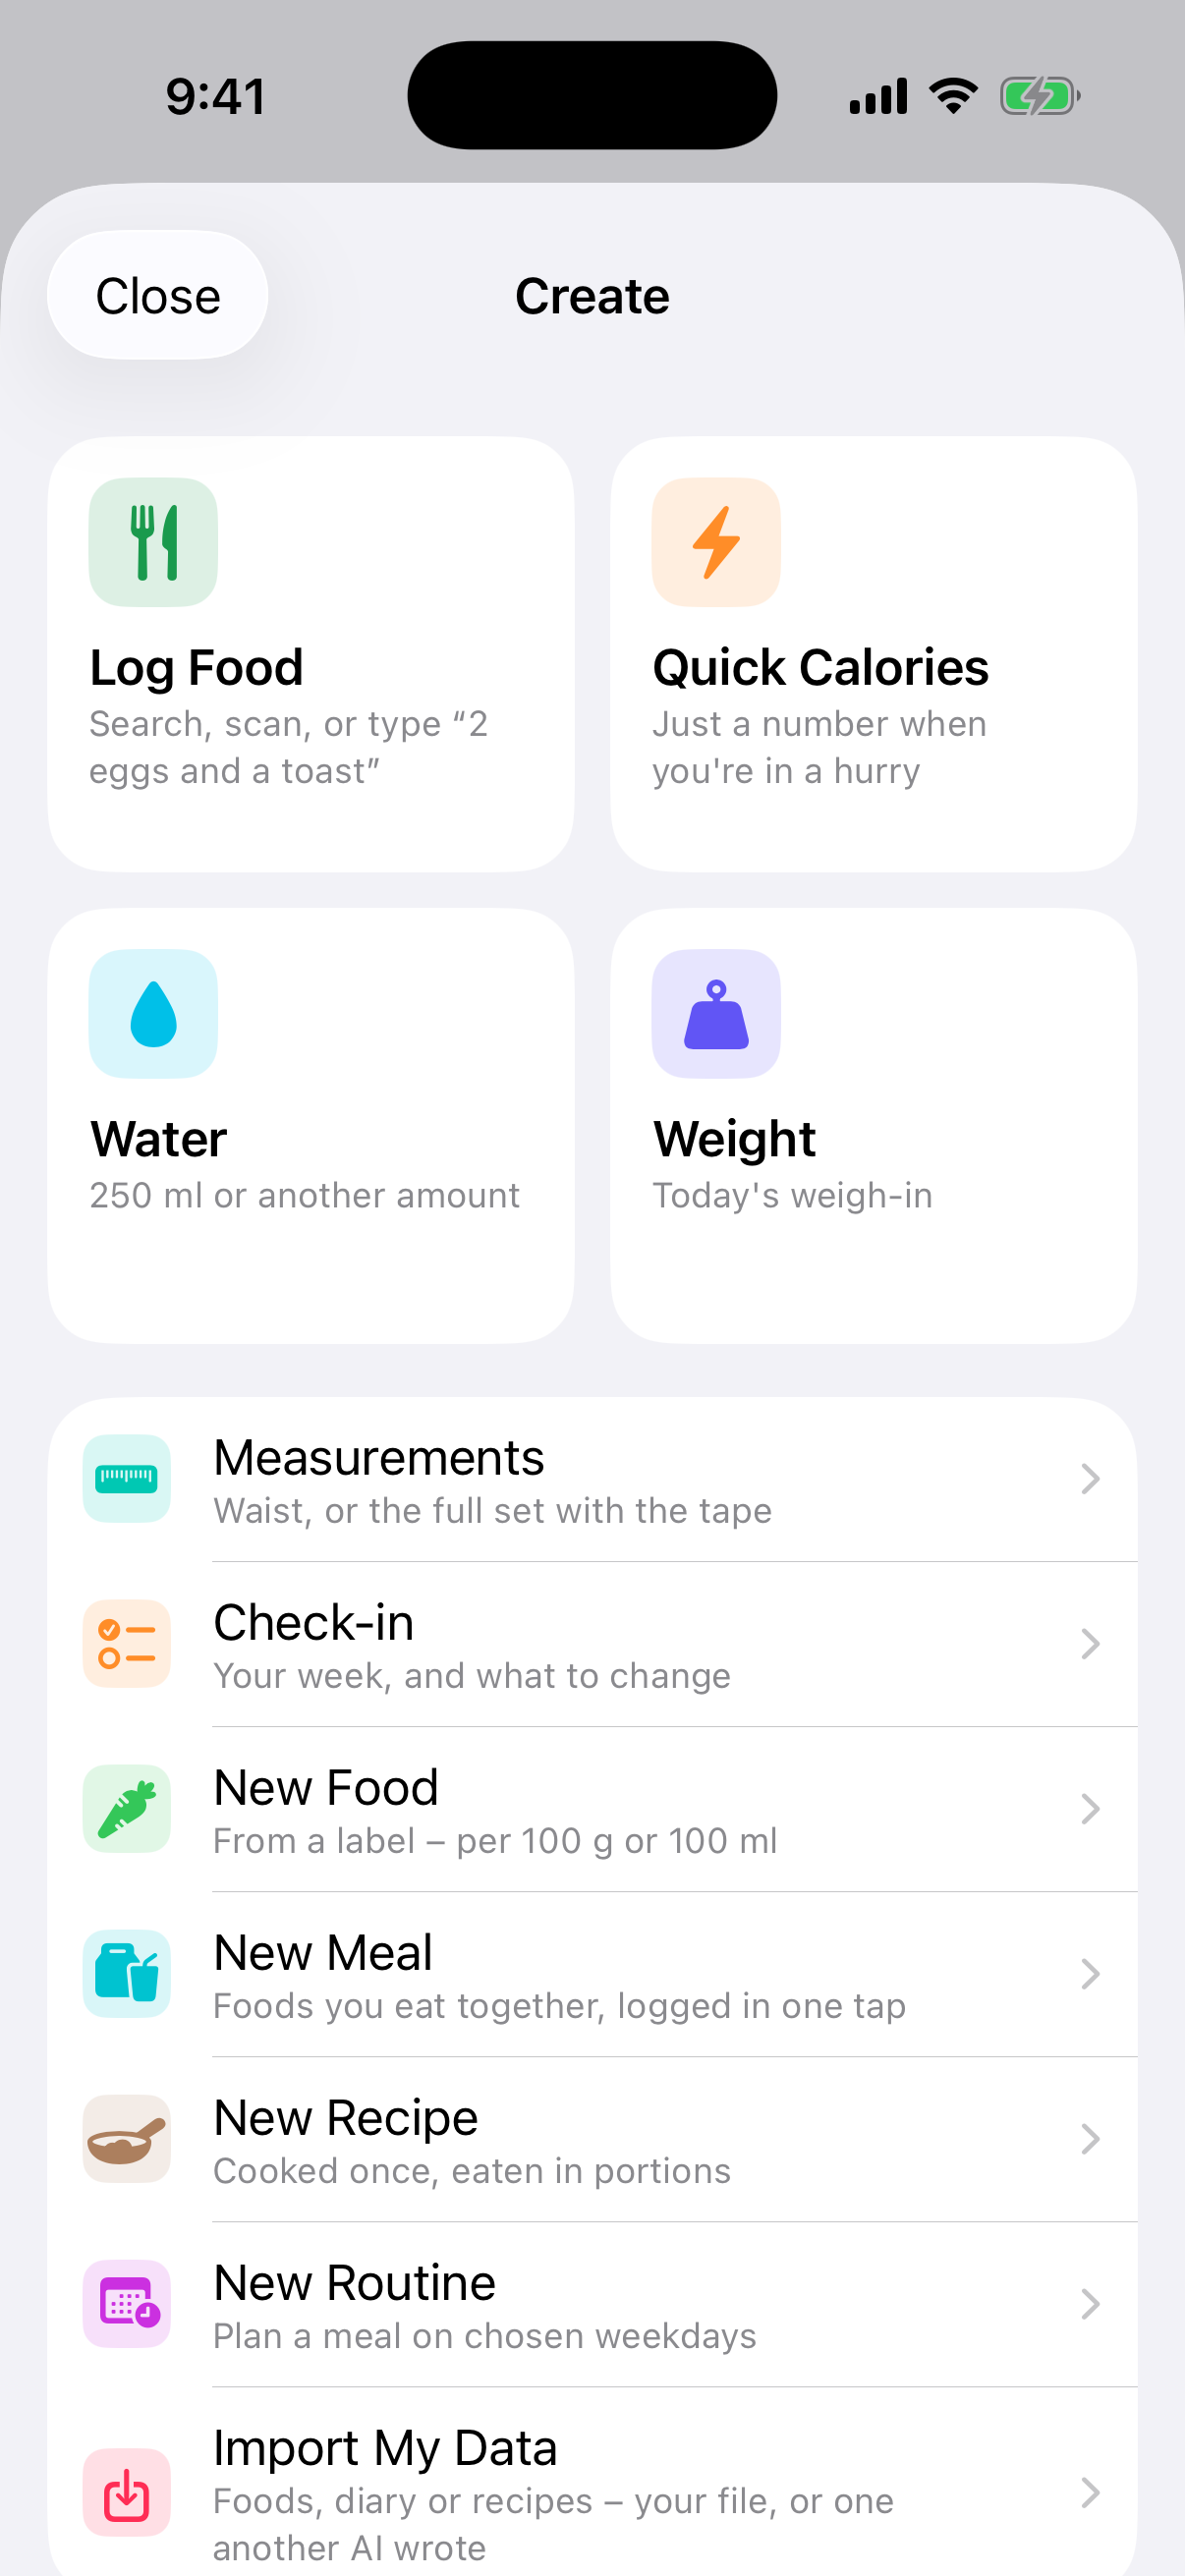 9:41
Close
Create
Log Food
Search, scan, or type “2
eggs and a toast”
Quick Calories
Just a number when
you're in a hurry
Water
250 ml or another amount
Weight
Today's weigh-in
Measurements
Waist, or the full set with the tape
Check-in
Your week, and what to change
New Food
From a label – per 100 g or 100 ml
New Meal
Foods you eat together, logged in one tap
New Recipe
Cooked once, eaten in portions
New Routine
Plan a meal on chosen weekdays
Import My Data
Foods, diary or recipes – your file, or one
another AI wrote